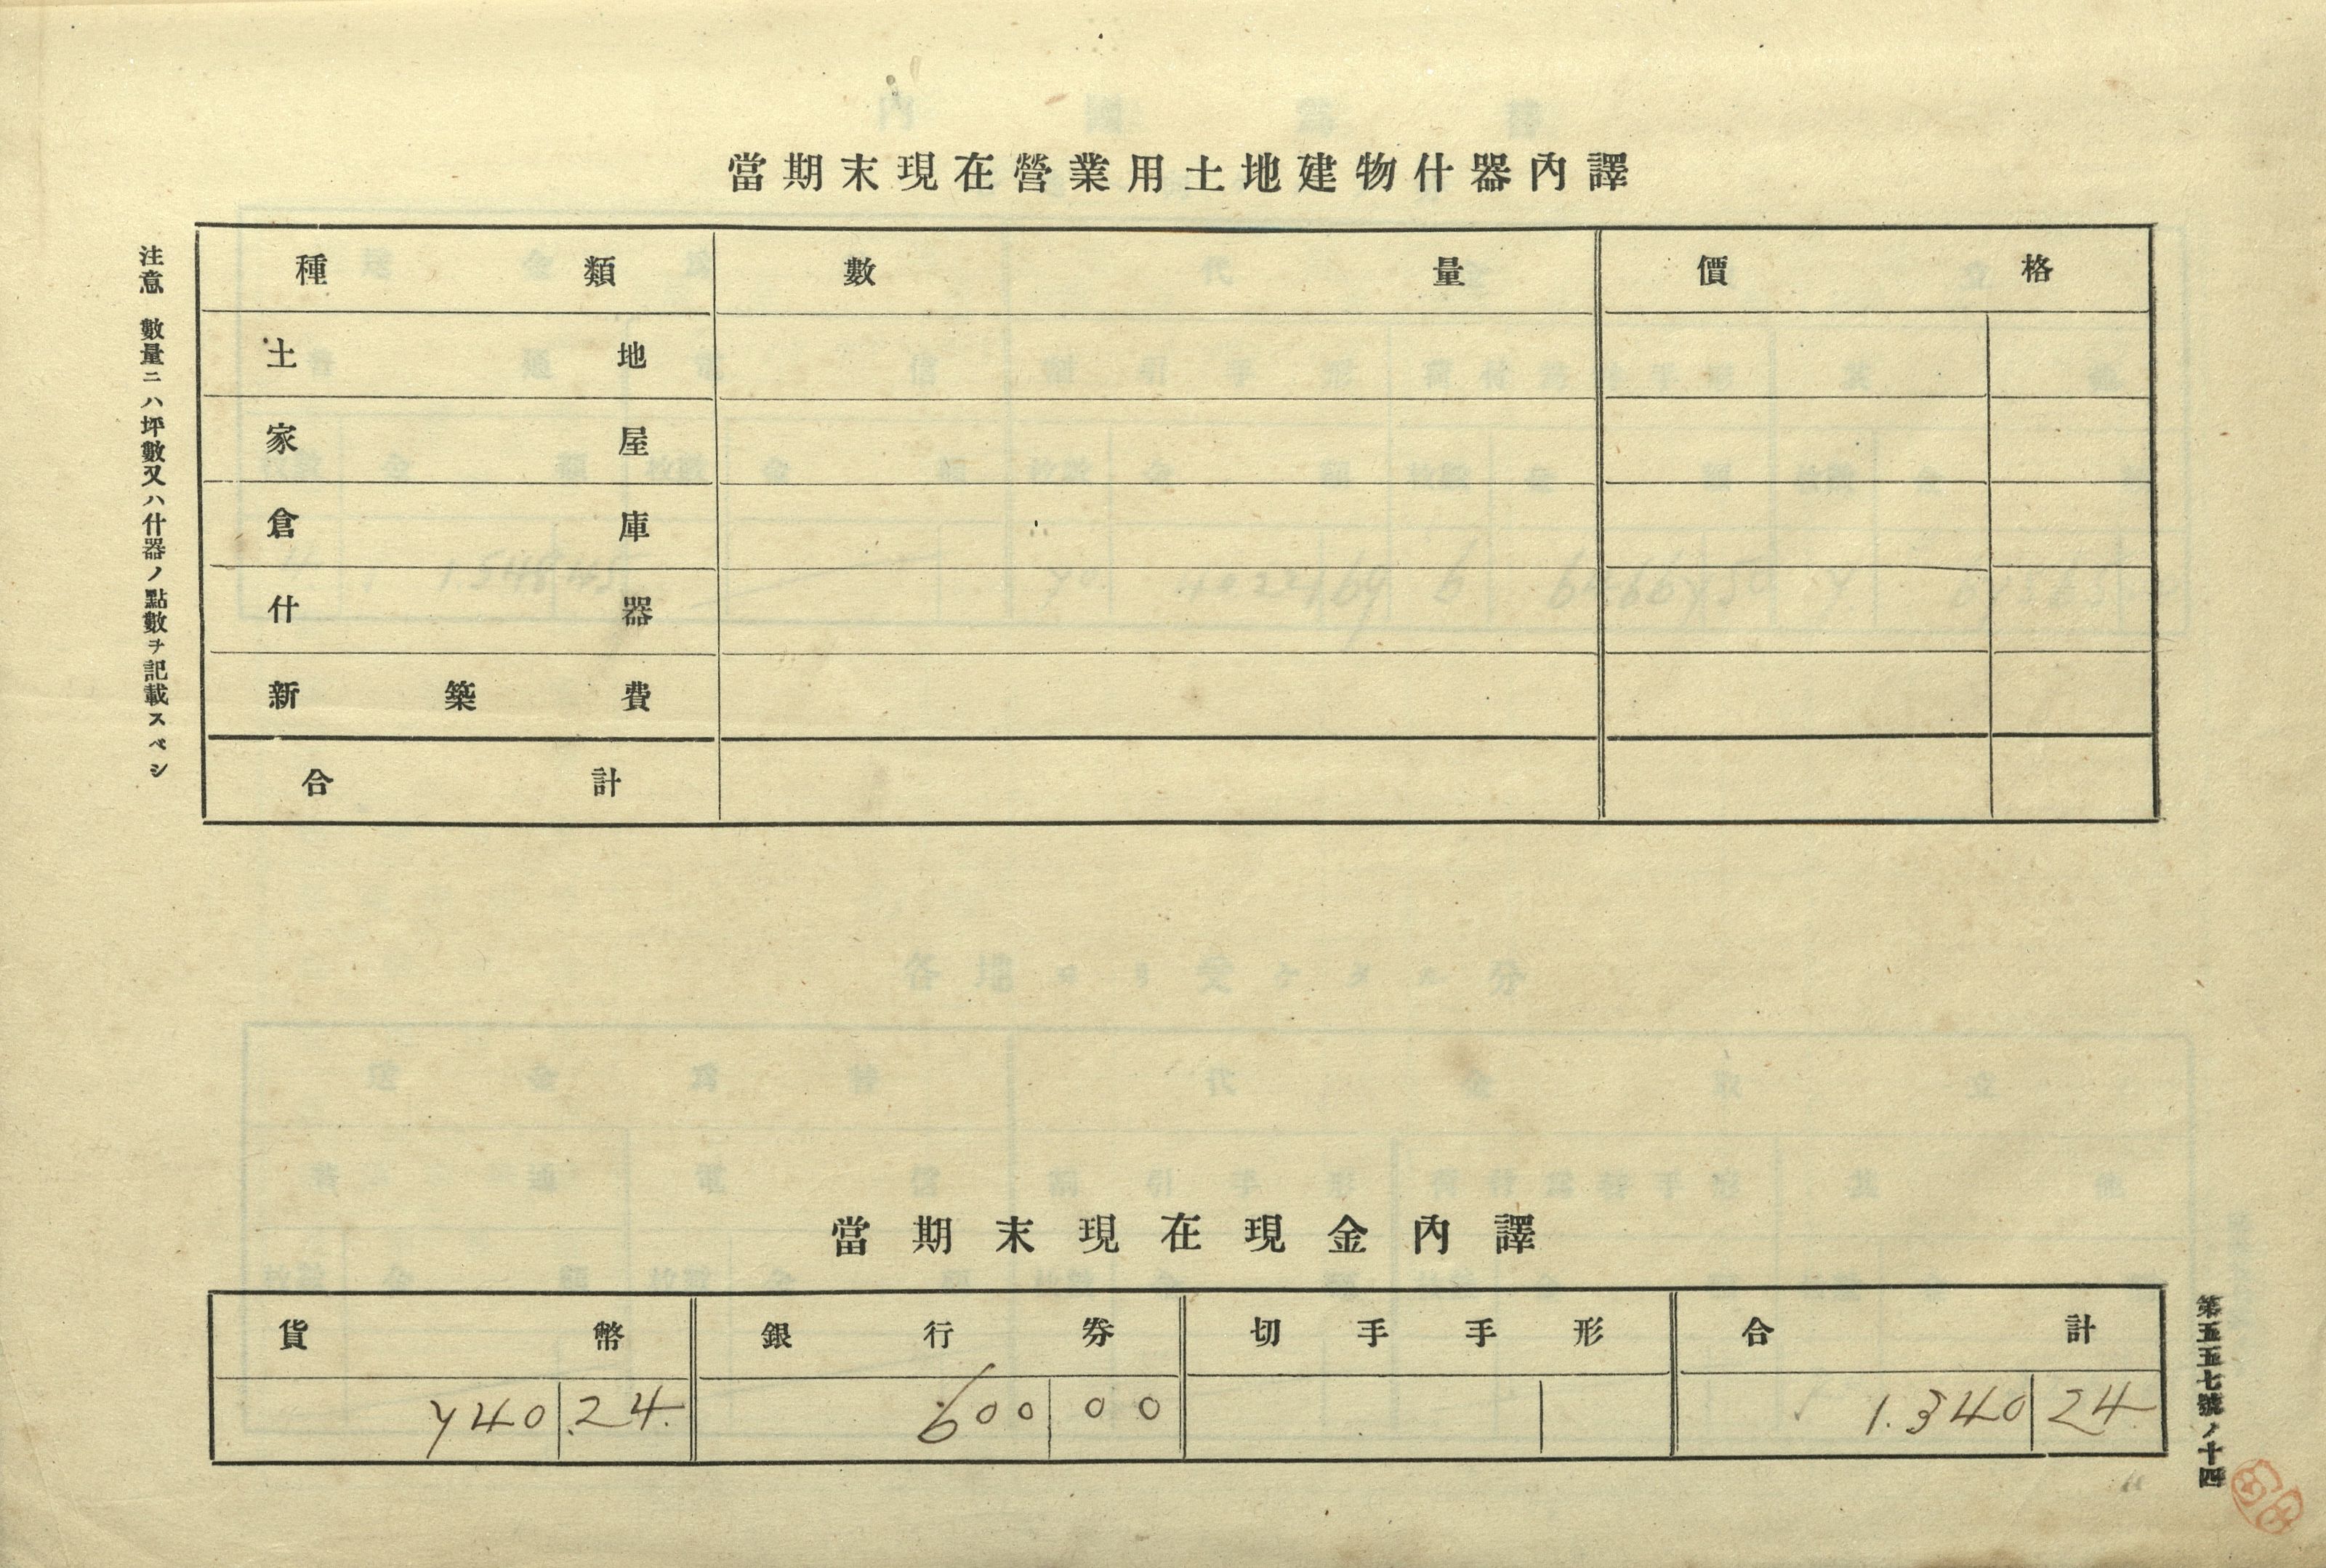 當期末現在營業用土地建物什器內譯
注意 數量ニハ坪數又ハ什器ノ點數ヲ記載スベシ
種類 數量 價格
土地
家屋
倉庫
什器
新築費
合計
當期末現在現金內譯
貨幣 銀行券 切手手形 合計
740 24 600 00 1.340 24
第五五七號ノ十四